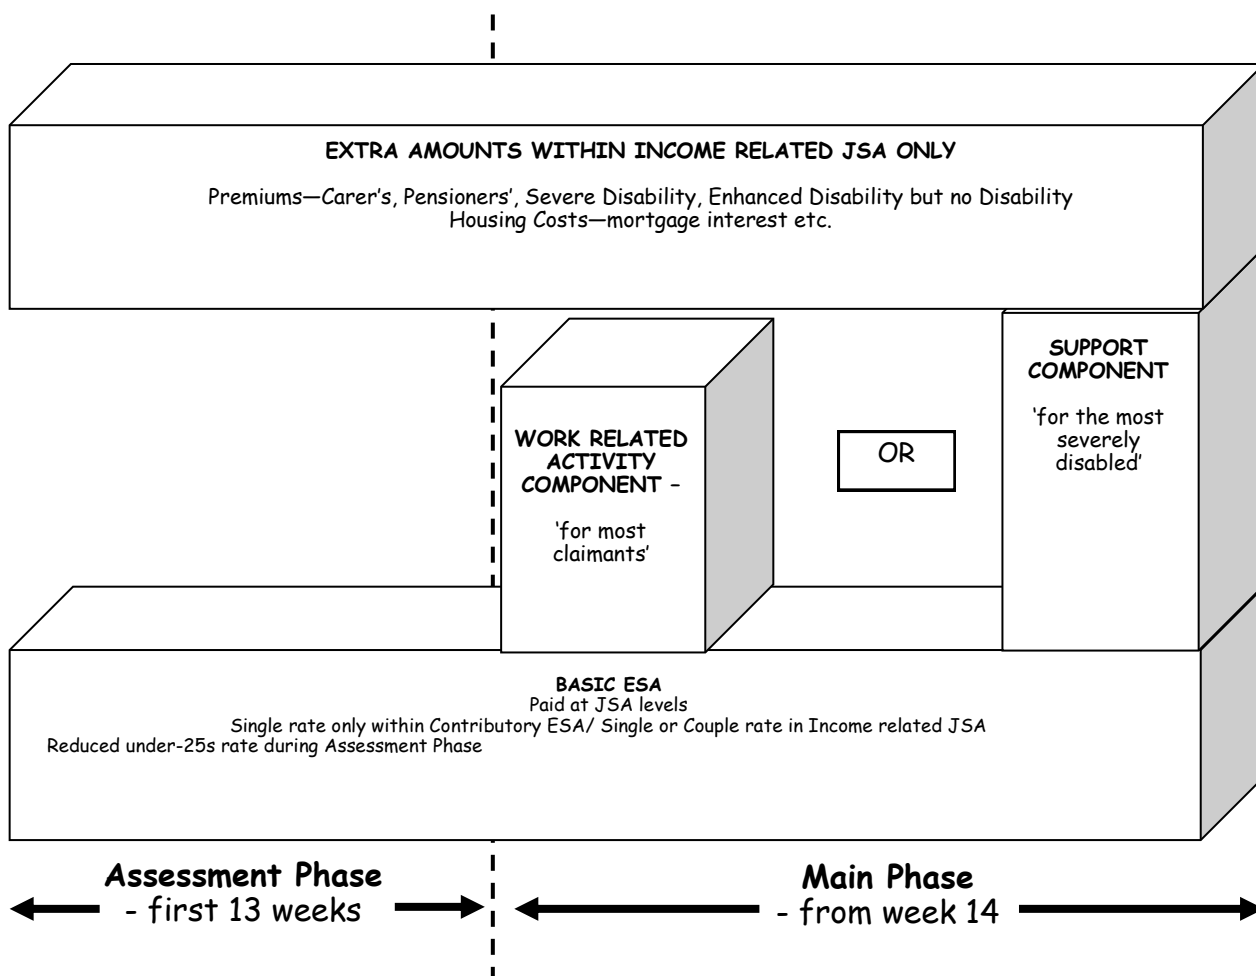 EXTRA AMOUNTS WITHIN INCOME RELATED JSA ONLY
Premiums—Carer’s, Pensioners’, Severe Disability, Enhanced Disability but no Disability
Housing Costs—mortgage interest etc.
WORK RELATED
ACTIVITY
COMPONENT –
‘for most
claimants’
OR
SUPPORT
COMPONENT
‘for the most
severely
disabled’
BASIC ESA
Paid at JSA levels
Single rate only within Contributory ESA/ Single or Couple rate in Income related JSA
Reduced under-25s rate during Assessment Phase
Assessment Phase
- first 13 weeks
Main Phase
- from week 14